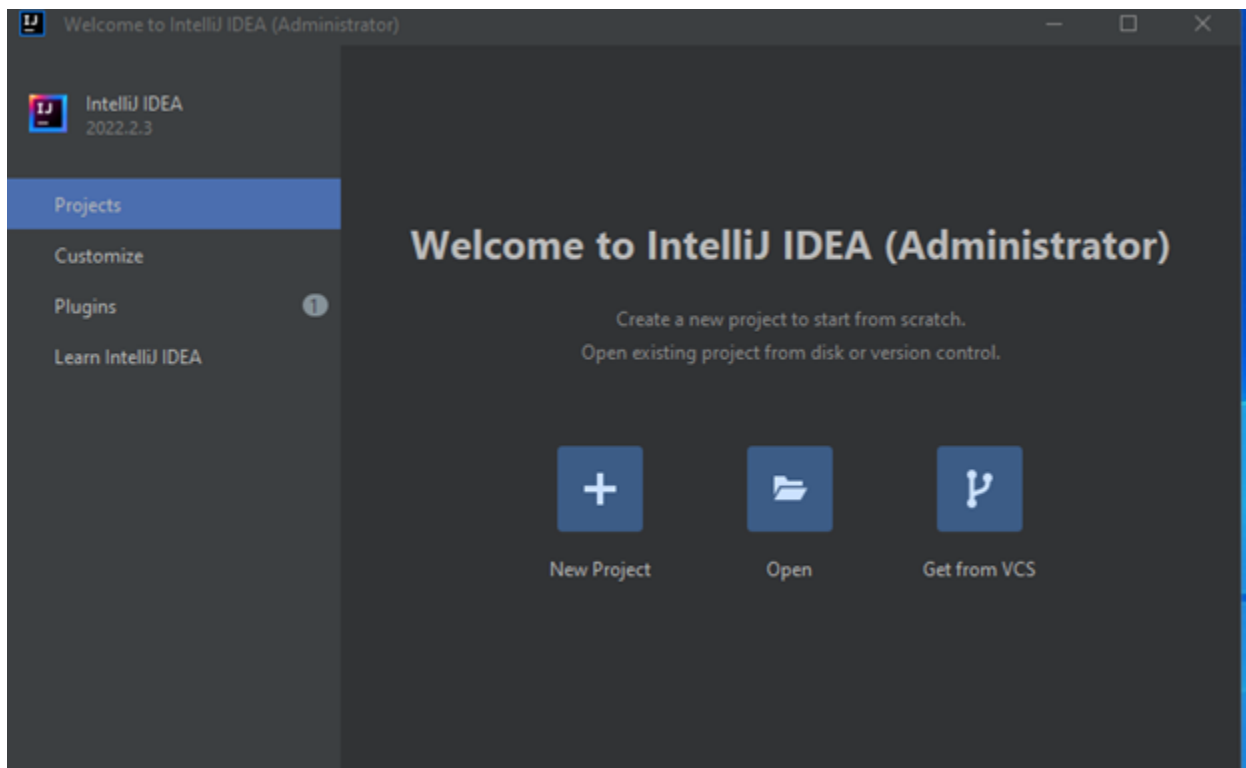 Welcome to IntelliJ IDEA (Administrator)
IntelliJ IDEA
2022.2.3
Projects
Customize
Plugins 1
Learn IntelliJ IDEA
Welcome to IntelliJ IDEA (Administrator)
Create a new project to start from scratch.
Open existing project from disk or version control.
New Project
Open
Get from VCS